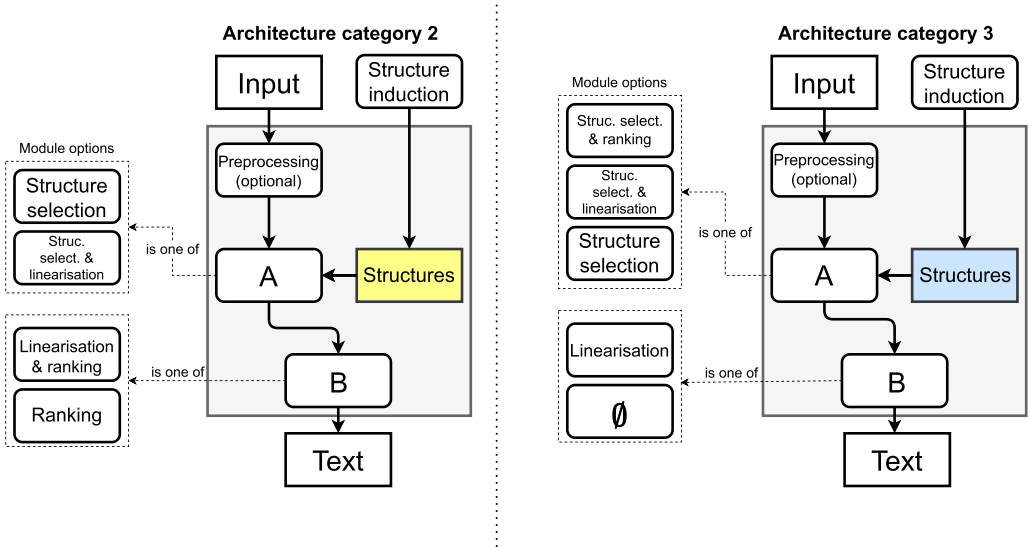 Architecture category 2
Input
Structure
induction
Module options
Structure
selection
Struc.
select. &
linearisation
is one of
Preprocessing
(optional)
A
Structures
Linearisation
& ranking
Ranking
is one of
B
Text
Architecture category 3
Input
Structure
induction
Module options
Struc. select.
& ranking
Struc.
select. &
linearisation
Structure
selection
is one of
Preprocessing
(optional)
A
Structures
Linearisation
∅
is one of
B
Text